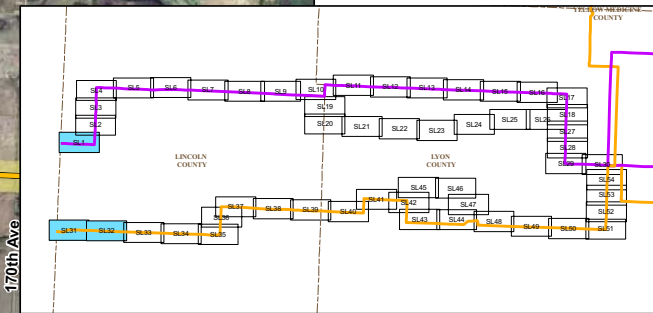 YELLOW MEDICINE
COUNTY
SL4
SL5
SL6
SL7
SL8
SL9
SL10
SL11
SL12
SL13
SL14
SL15
SL16
SL17
SL3
SL19
SL18
SL2
SL20
SL21
SL22
SL23
SL24
SL25
SL26
SL27
SL1
SL28
LINCOLN
COUNTY
LYON
COUNTY
SL29
SL30
SL54
SL45
SL46
SL53
SL41
SL42
SL47
SL37
SL38
SL39
SL40
SL52
SL36
SL43
SL44
SL48
SL49
SL50
SL51
SL31
SL32
SL33
SL34
SL35
170th Ave